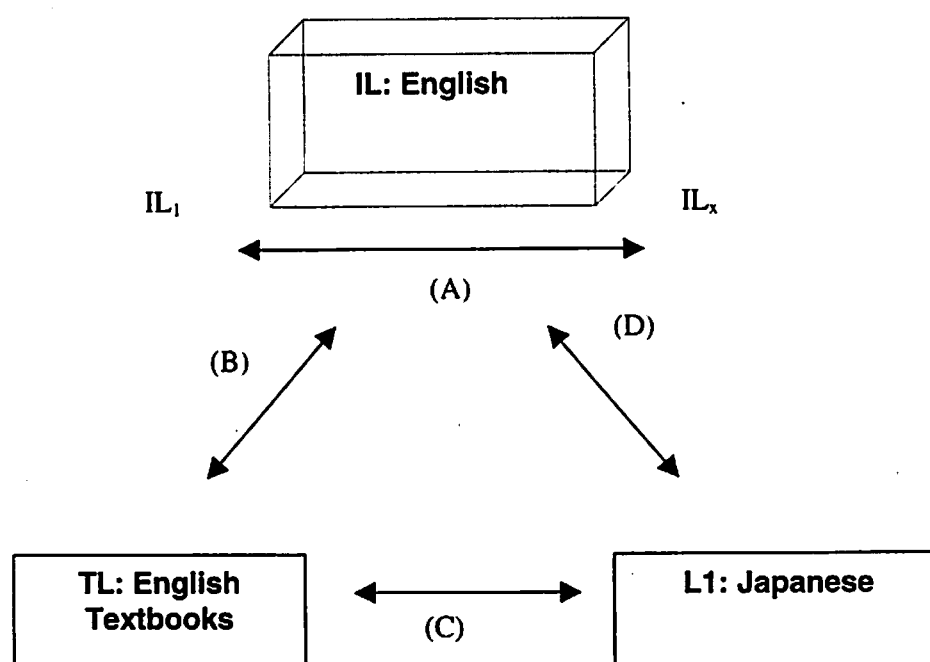 IL: English
IL₁
ILₓ
(A)
(D)
(B)
TL: English
Textbooks
L1: Japanese
(C)